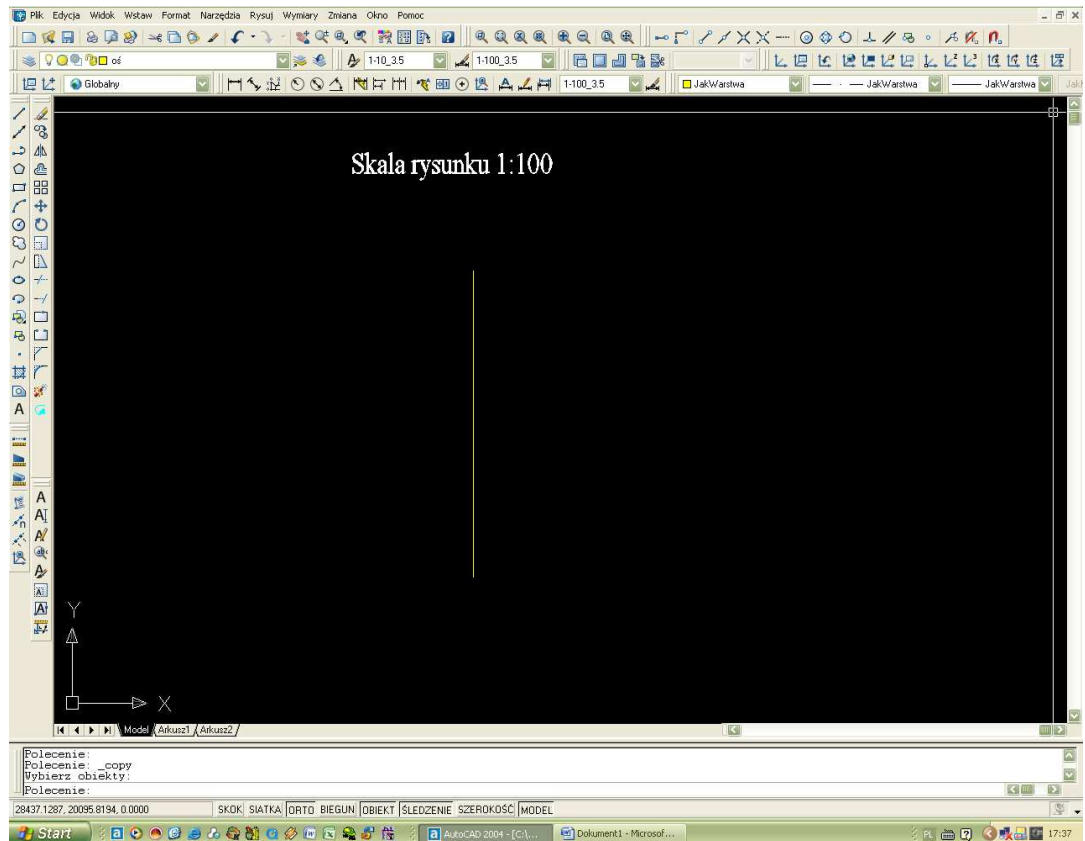 Plik Edycja Widok Wstaw Format Narzędzia Rysuj Wymiary Zmiana Okno Pomoc
oś 1-10_3.5 1-100_3.5
Globalny 1-100_3.5 JakWarstwa JakWarstwa JakWarstwa
Skala rysunku 1:100
Y
X
Model Arkusz1 Arkusz2
Polecenie:
Polecenie: _copy
Wybierz obiekty:
Polecenie:
28437.1287, 20095.8194, 0.0000 SKOK SIATKA ORTO BIEGUN OBIEKT ŚLEDZENIE SZEROKOŚĆ MODEL
Start AutoCAD 2004 - [C:\... Dokument1 - Microsof... PL 17:37